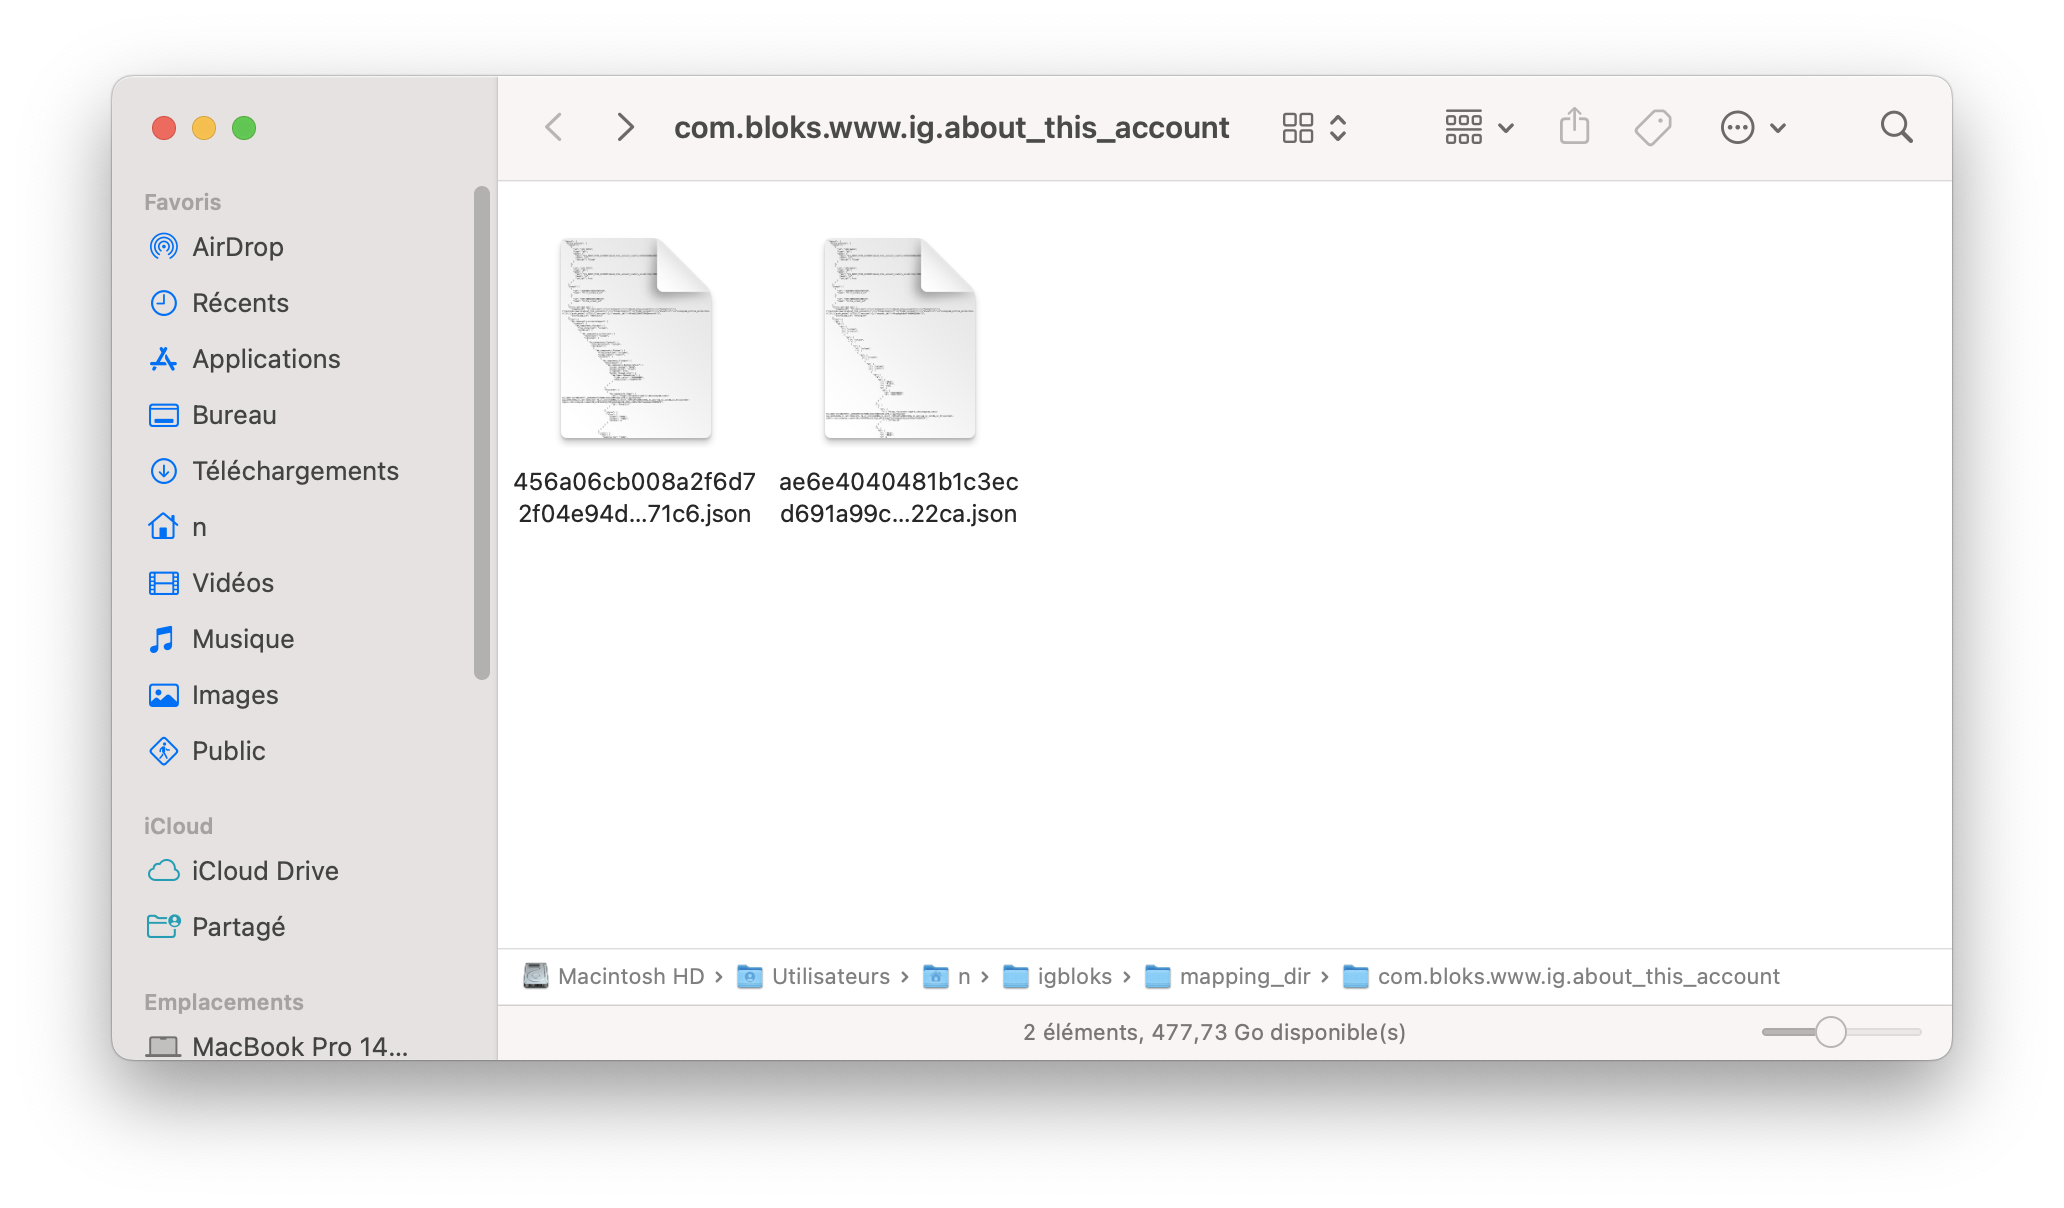 com.bloks.www.ig.about_this_account
Favoris
AirDrop
Récents
Applications
Bureau
Téléchargements
n
Vidéos
Musique
Images
Public
iCloud
iCloud Drive
Partagé
Emplacements
MacBook Pro 14...
456a06cb008a2f6d7
2f04e94d...71c6.json
ae6e4040481b1c3ec
d691a99c...22ca.json
Macintosh HD › Utilisateurs › n › igbloks › mapping_dir › com.bloks.www.ig.about_this_account
2 éléments, 477,73 Go disponible(s)